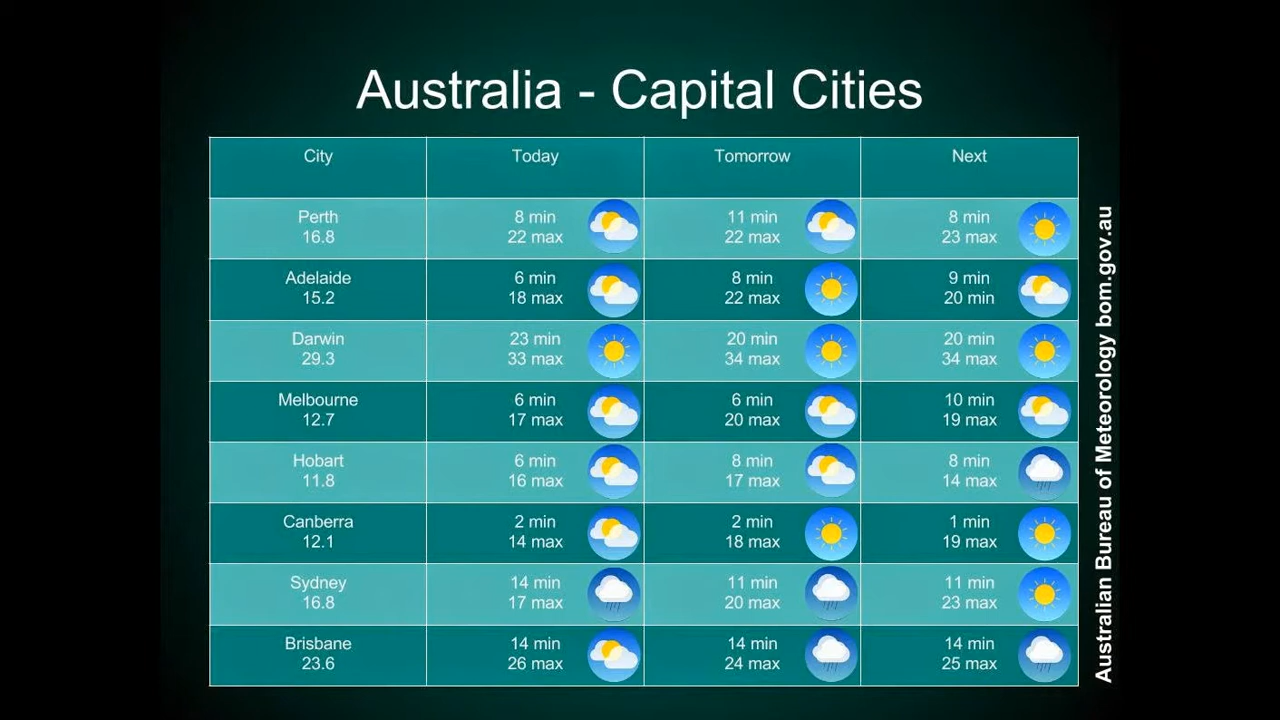 Australia - Capital Cities
City Today Tomorrow Next
Perth 8 min 11 min 8 min
16.8 22 max 22 max 23 max
Adelaide 6 min 8 min 9 min
15.2 18 max 22 max 20 min
Darwin 23 min 20 min 20 min
29.3 33 max 34 max 34 max
Melbourne 6 min 6 min 10 min
12.7 17 max 20 max 19 max
Hobart 6 min 8 min 8 min
11.8 16 max 17 max 14 max
Canberra 2 min 2 min 1 min
12.1 14 max 18 max 19 max
Sydney 14 min 11 min 11 min
16.8 17 max 20 max 23 max
Brisbane 14 min 14 min 14 min
23.6 26 max 24 max 25 max
Australian Bureau of Meteorology bom.gov.au